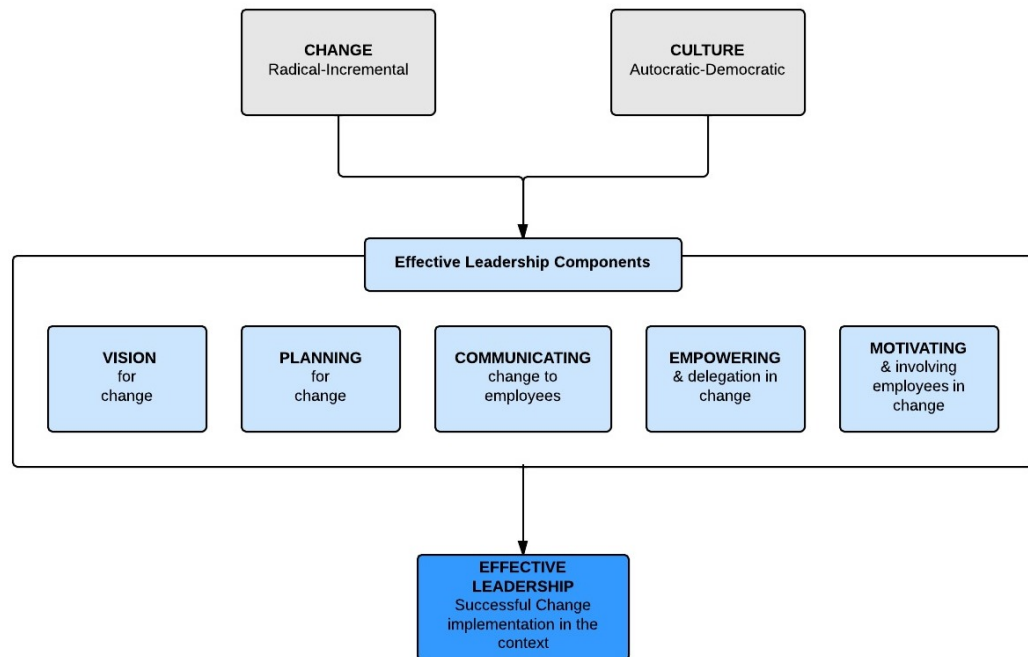 CHANGE
Radical-Incremental
CULTURE
Autocratic-Democratic
Effective Leadership Components
VISION
for
change
PLANNING
for
change
COMMUNICATING
change to
employees
EMPOWERING
& delegation in
change
MOTIVATING
& involving
employees in
change
EFFECTIVE
LEADERSHIP
Successful Change
implementation in the
context